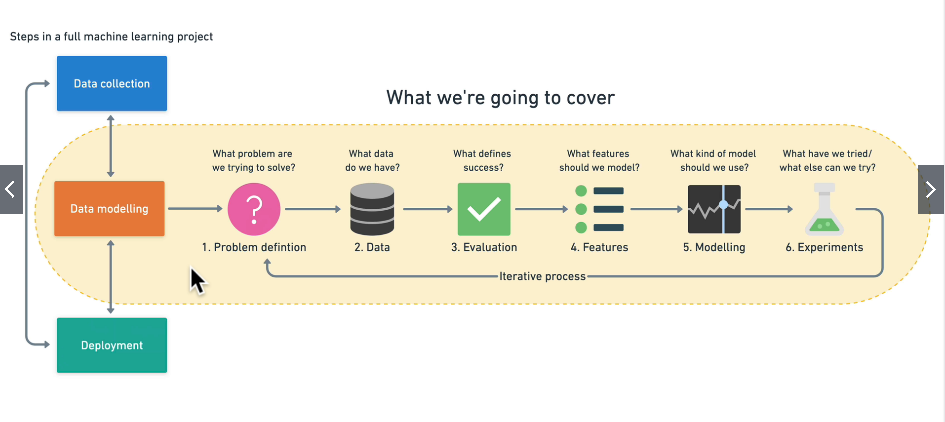 Steps in a full machine learning project
Data collection
What we're going to cover
What problem are
we trying to solve?
What data
do we have?
What defines
success?
What features
should we model?
What kind of model
should we use?
What have we tried/
what else can we try?
Data modelling
?
1. Problem defintion
2. Data
3. Evaluation
4. Features
5. Modelling
6. Experiments
Iterative process
Deployment